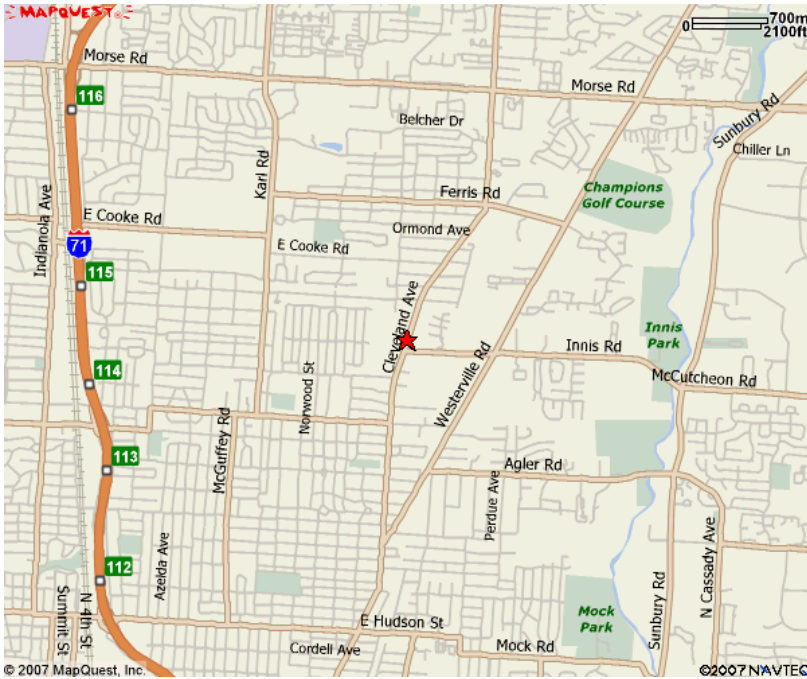 MAPQUEST
0
700m
2100ft
Morse Rd
Morse Rd
116
Belcher Dr
Sunbury Rd
Chiller Ln
Karl Rd
Indianola Ave
Ferris Rd
Champions
Golf Course
E Cooke Rd
Ormond Ave
E Cooke Rd
71
115
Cleveland Ave
Innis
Park
Innis Rd
114
McCutcheon Rd
Norwood St
Westerville Rd
McGuffey Rd
113
Agler Rd
Perdue Ave
112
Azelda Ave
N Cassady Ave
Summit St
N 4th St
Mock
Park
Sunbury Rd
E Hudson St
Cordell Ave
Mock Rd
© 2007 MapQuest, Inc.
©2007 NAVTEQ